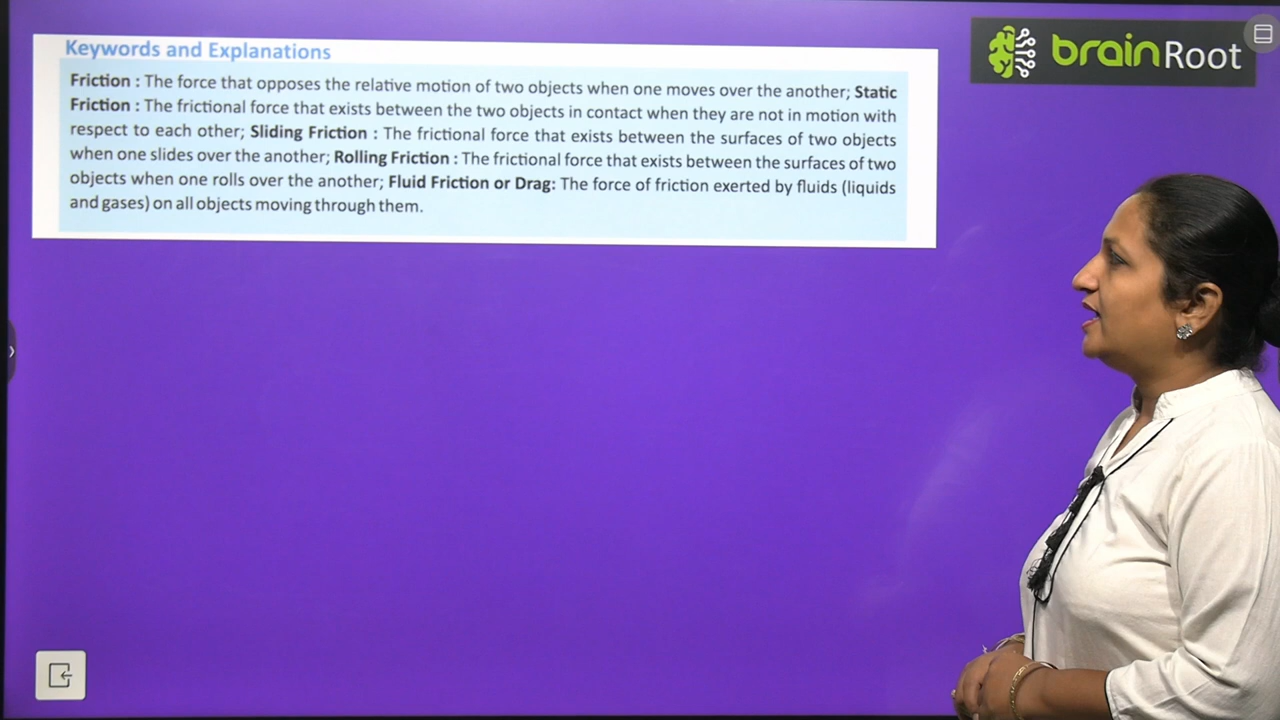 Keywords and Explanations
brainRoot
Friction : The force that opposes the relative motion of two objects when one moves over the another; Static
Friction : The frictional force that exists between the two objects in contact when they are not in motion with
respect to each other; Sliding Friction : The frictional force that exists between the surfaces of two objects
when one slides over the another; Rolling Friction : The frictional force that exists between the surfaces of two
objects when one rolls over the another; Fluid Friction or Drag: The force of friction exerted by fluids (liquids
and gases) on all objects moving through them.